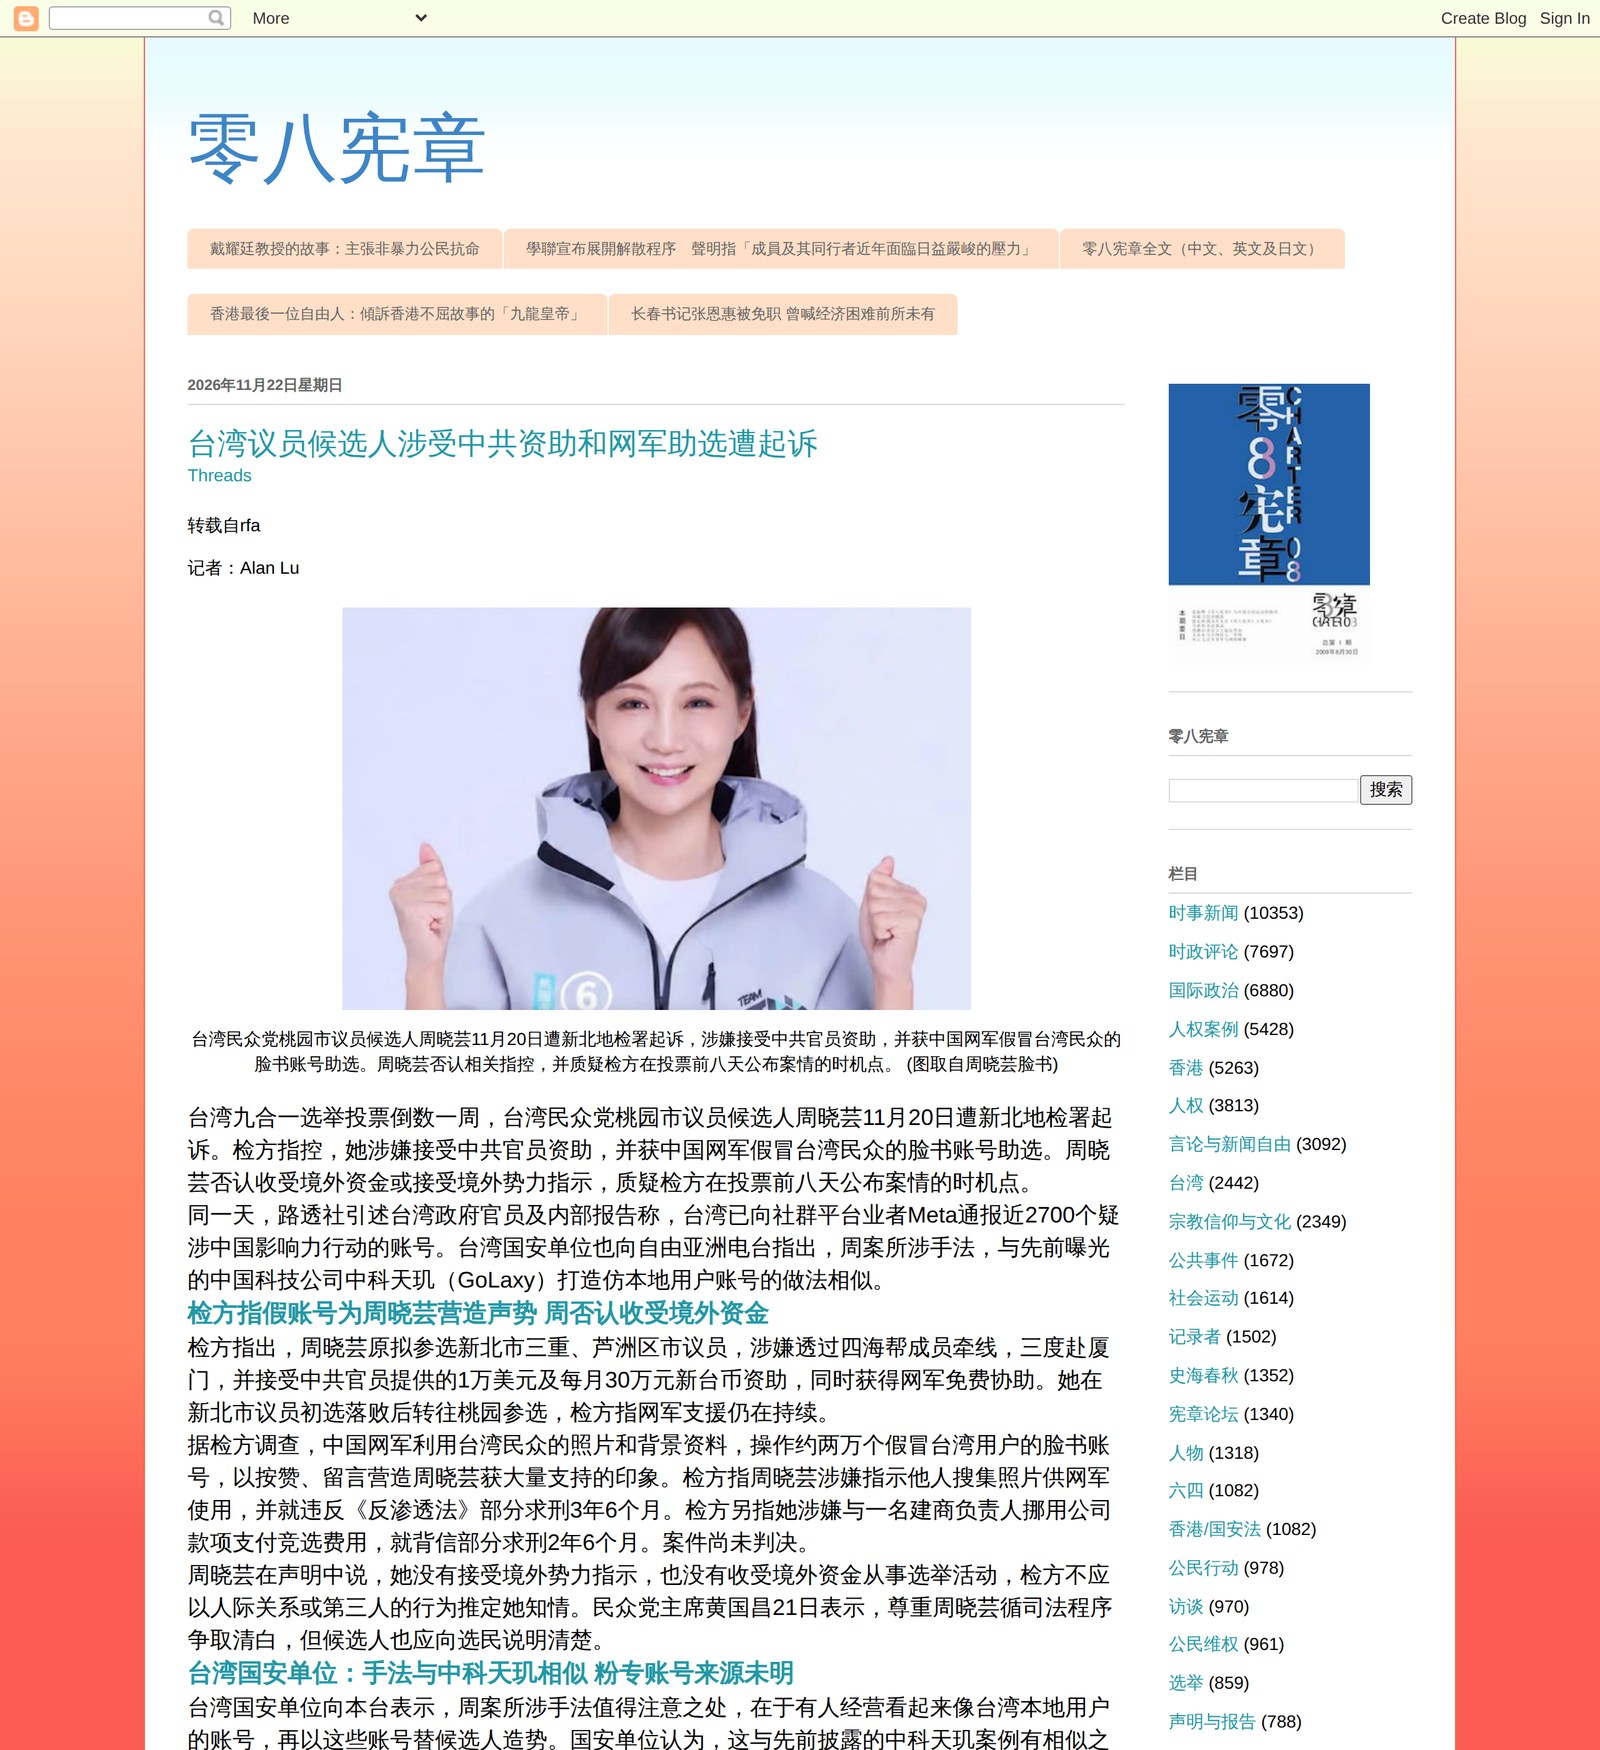 More
Create Blog
Sign In
零八宪章
戴耀廷教授的故事：主張非暴力公民抗命
學聯宣布展開解散程序　聲明指「成員及其同行者近年面臨日益嚴峻的壓力」
零八宪章全文（中文、英文及日文）
香港最後一位自由人：傾訴香港不屈故事的「九龍皇帝」
长春书记张恩惠被免职 曾喊经济困难前所未有
2026年11月22日星期日
台湾议员候选人涉受中共资助和网军助选遭起诉
Threads
转载自rfa
记者：Alan Lu
6
TEAM
台湾民众党桃园市议员候选人周晓芸11月20日遭新北地检署起诉，涉嫌接受中共官员资助，并获中国网军假冒台湾民众的
脸书账号助选。周晓芸否认相关指控，并质疑检方在投票前八天公布案情的时机点。 (图取自周晓芸脸书)
台湾九合一选举投票倒数一周，台湾民众党桃园市议员候选人周晓芸11月20日遭新北地检署起
诉。检方指控，她涉嫌接受中共官员资助，并获中国网军假冒台湾民众的脸书账号助选。周晓
芸否认收受境外资金或接受境外势力指示，质疑检方在投票前八天公布案情的时机点。
同一天，路透社引述台湾政府官员及内部报告称，台湾已向社群平台业者Meta通报近2700个疑
涉中国影响力行动的账号。台湾国安单位也向自由亚洲电台指出，周案所涉手法，与先前曝光
的中国科技公司中科天玑（GoLaxy）打造仿本地用户账号的做法相似。
检方指假账号为周晓芸营造声势 周否认收受境外资金
检方指出，周晓芸原拟参选新北市三重、芦洲区市议员，涉嫌透过四海帮成员牵线，三度赴厦
门，并接受中共官员提供的1万美元及每月30万元新台币资助，同时获得网军免费协助。她在
新北市议员初选落败后转往桃园参选，检方指网军支援仍在持续。
据检方调查，中国网军利用台湾民众的照片和背景资料，操作约两万个假冒台湾用户的脸书账
号，以按赞、留言营造周晓芸获大量支持的印象。检方指周晓芸涉嫌指示他人搜集照片供网军
使用，并就违反《反渗透法》部分求刑3年6个月。检方另指她涉嫌与一名建商负责人挪用公司
款项支付竞选费用，就背信部分求刑2年6个月。案件尚未判决。
周晓芸在声明中说，她没有接受境外势力指示，也没有收受境外资金从事选举活动，检方不应
以人际关系或第三人的行为推定她知情。民众党主席黄国昌21日表示，尊重周晓芸循司法程序
争取清白，但候选人也应向选民说明清楚。
台湾国安单位：手法与中科天玑相似 粉专账号来源未明
台湾国安单位向本台表示，周案所涉手法值得注意之处，在于有人经营看起来像台湾本地用户
的账号，再以这些账号替候选人造势。国安单位认为，这与先前披露的中科天玑案例有相似之
零8宪章
CHARTER 08
本期要目
总第 1 期
零八宪章
搜索
栏目
时事新闻 (10353)
时政评论 (7697)
国际政治 (6880)
人权案例 (5428)
香港 (5263)
人权 (3813)
言论与新闻自由 (3092)
台湾 (2442)
宗教信仰与文化 (2349)
公共事件 (1672)
社会运动 (1614)
记录者 (1502)
史海春秋 (1352)
宪章论坛 (1340)
人物 (1318)
六四 (1082)
香港/国安法 (1082)
公民行动 (978)
访谈 (970)
公民维权 (961)
选举 (859)
声明与报告 (788)